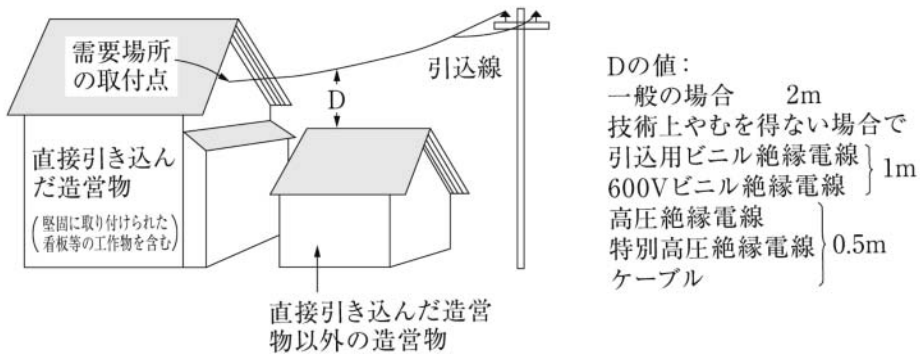 需要場所
の取付点
引込線
D
直接引き込ん
だ造営物
(堅固に取り付けられた
看板等の工作物を含む)
直接引き込んだ造営
物以外の造営物
Dの値：
一般の場合　2m
技術上やむを得ない場合で
引込用ビニル絶縁電線
600Vビニル絶縁電線
1m
高圧絶縁電線
特別高圧絶縁電線
ケーブル
0.5m